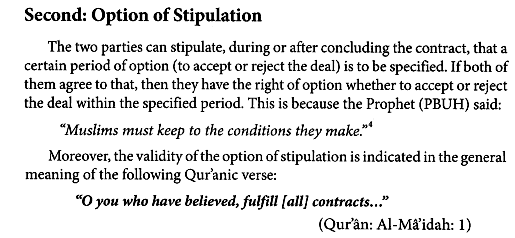 Second: Option of Stipulation
The two parties can stipulate, during or after concluding the contract, that a
certain period of option (to accept or reject the deal) is to be specified. If both of
them agree to that, then they have the right of option whether to accept or reject
the deal within the specified period. This is because the Prophet (PBUH) said:
“Muslims must keep to the conditions they make.”4
Moreover, the validity of the option of stipulation is indicated in the general
meaning of the following Qur’ânic verse:
“O you who have believed, fulfill [all] contracts...”
(Qur’ân: Al-Mâ’idah: 1)